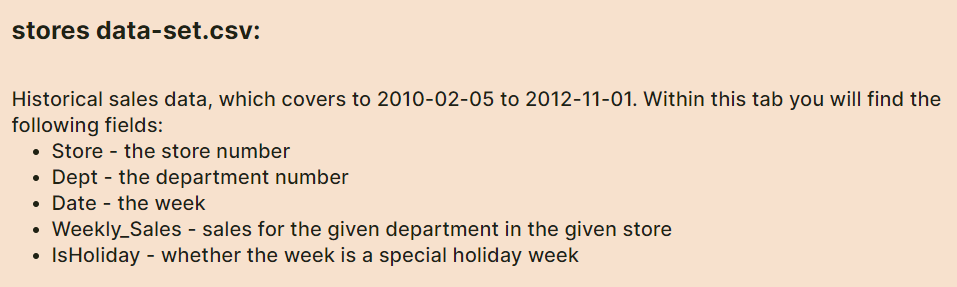 stores data-set.csv:
Historical sales data, which covers to 2010-02-05 to 2012-11-01. Within this tab you will find the
following fields:
• Store - the store number
• Dept - the department number
• Date - the week
• Weekly_Sales - sales for the given department in the given store
• IsHoliday - whether the week is a special holiday week